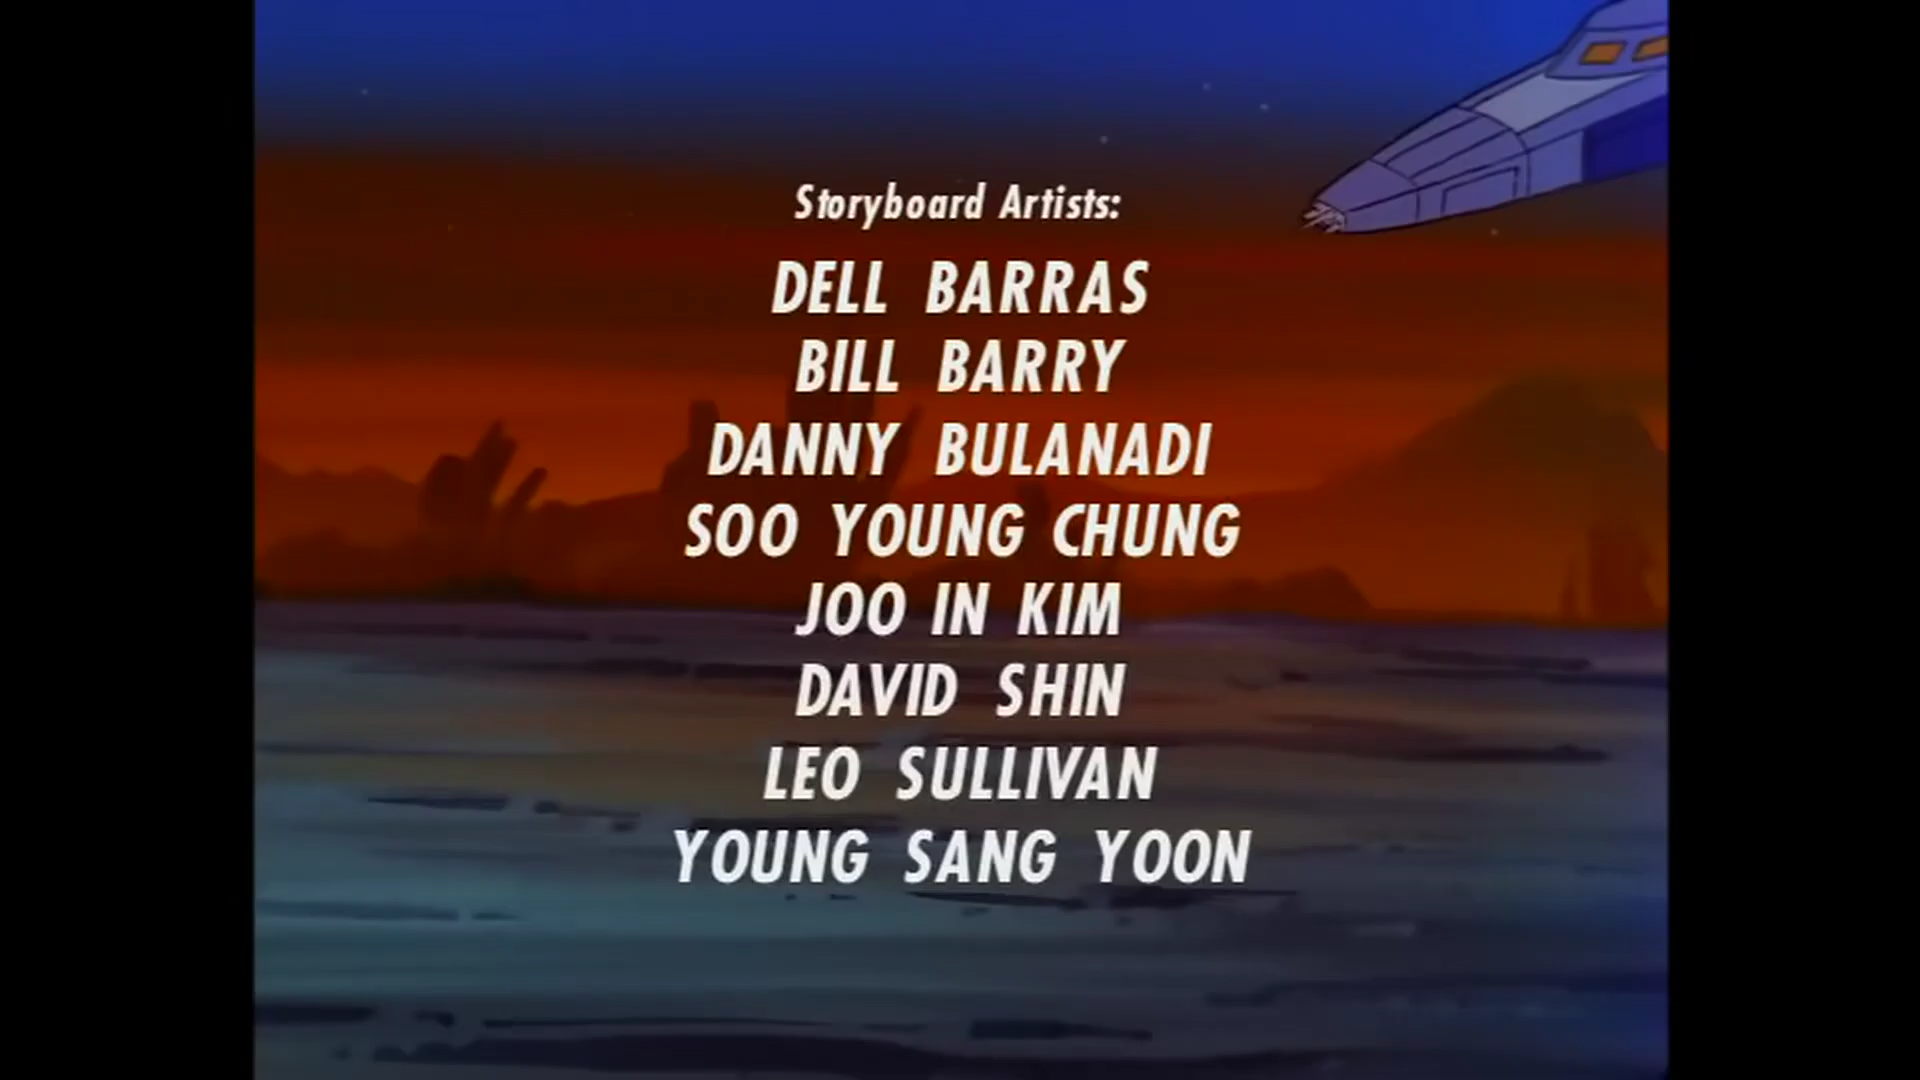 Storyboard Artists:
DELL BARRAS
BILL BARRY
DANNY BULANADI
SOO YOUNG CHUNG
JOO IN KIM
DAVID SHIN
LEO SULLIVAN
YOUNG SANG YOON